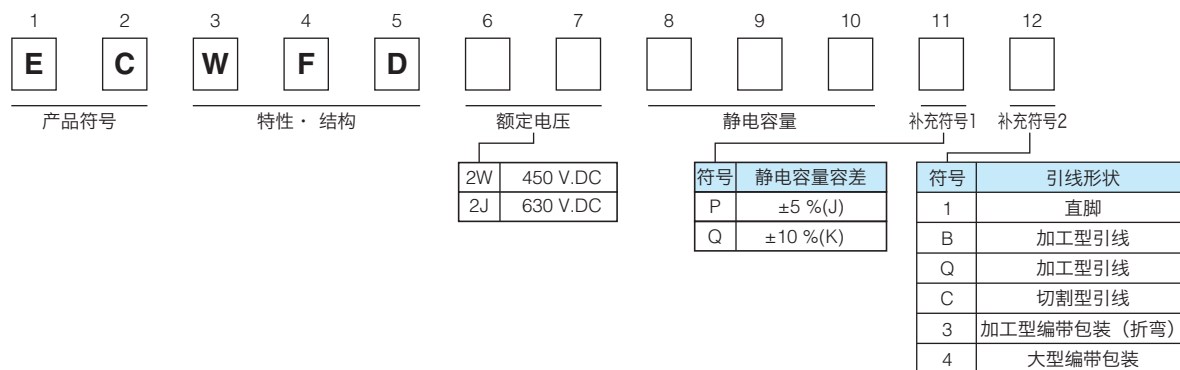 1 2 3 4 5 6 7 8 9 10 11 12
E C W F D
产品符号 特性・ 结构 额定电压 静电容量 补充符号1 补充符号2
2W 450 V.DC
2J 630 V.DC
符号 静电容量容差
P ±5 %(J)
Q ±10 %(K)
符号 引线形状
1 直脚
B 加工型引线
Q 加工型引线
C 切割型引线
3 加工型编带包装（折弯）
4 大型编带包装